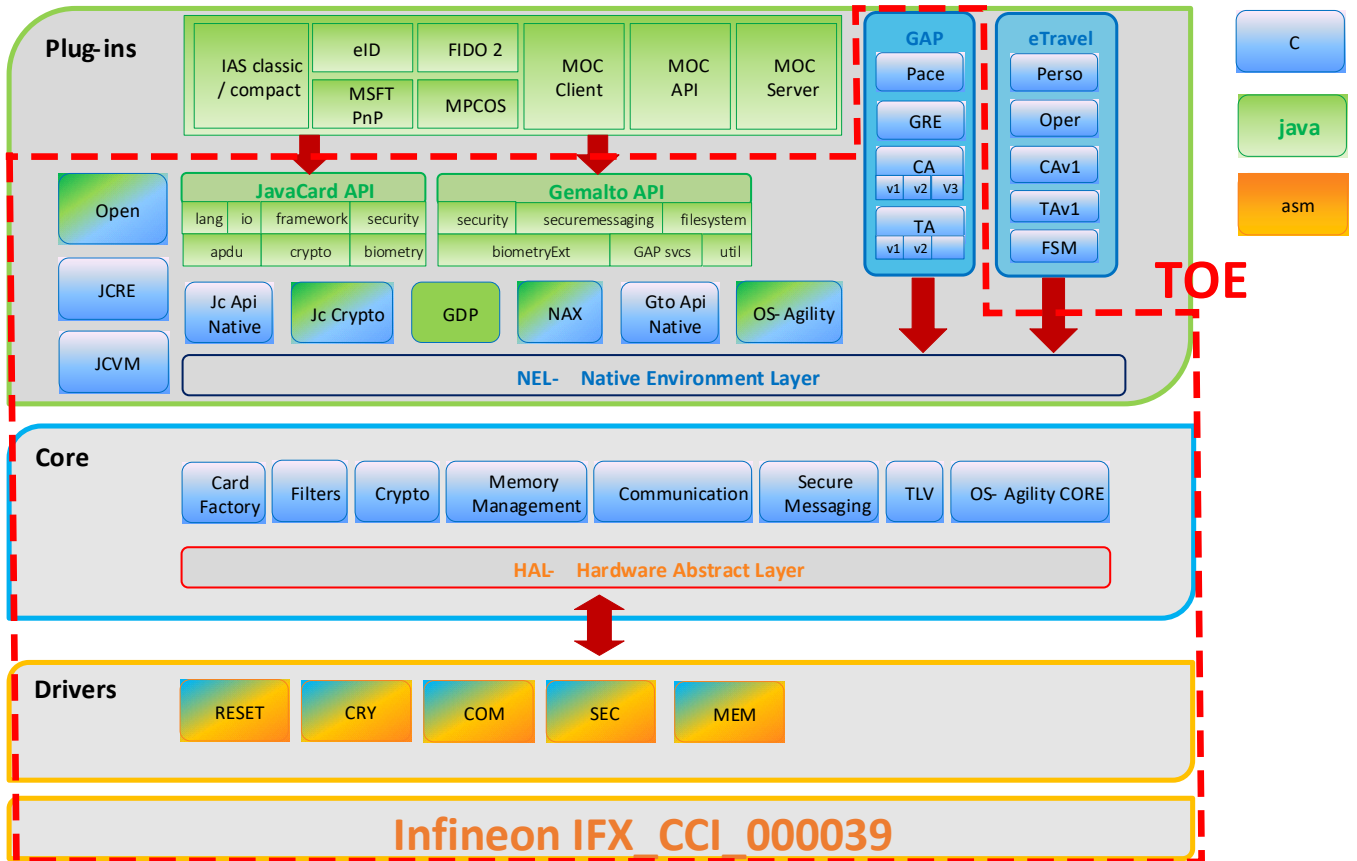 Plug-ins
IAS classic
/ compact
eID
FIDO 2
MSFT
PnP
MPCOS
MOC
Client
MOC
API
MOC
Server
GAP
Pace
GRE
CA
v1 v2 V3
TA
v1 v2
eTravel
Perso
Oper
CAv1
TAv1
FSM
C
java
asm
TOE
Open
JCRE
JCVM
JavaCard API
lang io framework security
apdu crypto biometry
Gemalto API
security securemessaging filesystem
biometryExt GAP svcs util
Jc Api
Native
Jc Crypto
GDP
NAX
Gto Api
Native
OS- Agility
NEL- Native Environment Layer
Core
Card
Factory
Filters
Crypto
Memory
Management
Communication
Secure
Messaging
TLV
OS- Agility CORE
HAL- Hardware Abstract Layer
Drivers
RESET
CRY
COM
SEC
MEM
Infineon IFX_CCI_000039